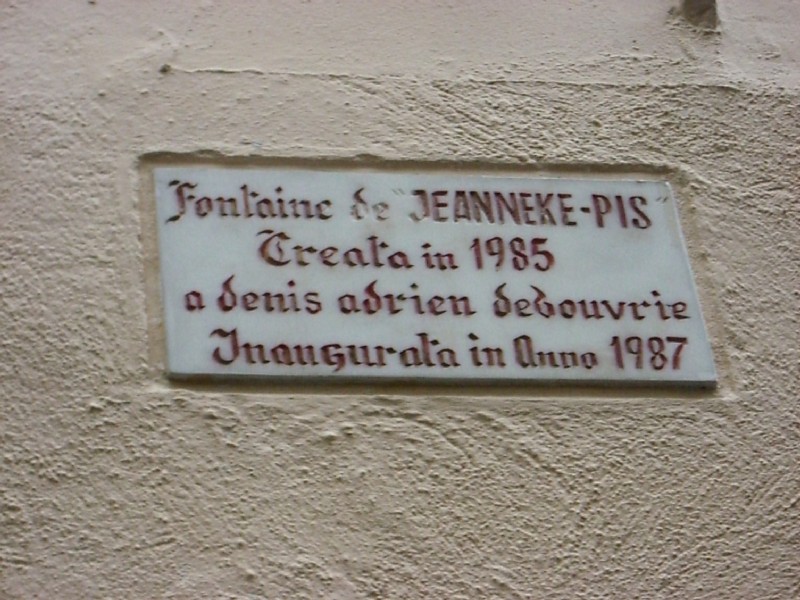 Fontaine de "JEANNEKE-PIS"
Creata in 1985
a denis adrien debouvrie
Inaugurata in Anno 1987